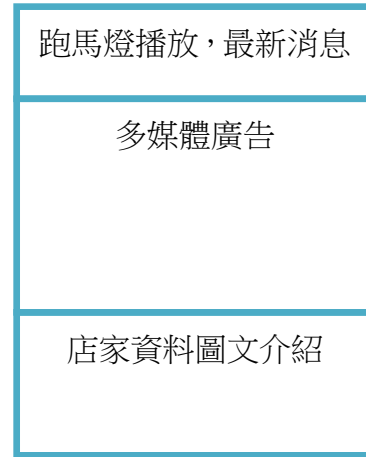 跑馬燈播放，最新消息
多媒體廣告
店家資料圖文介紹